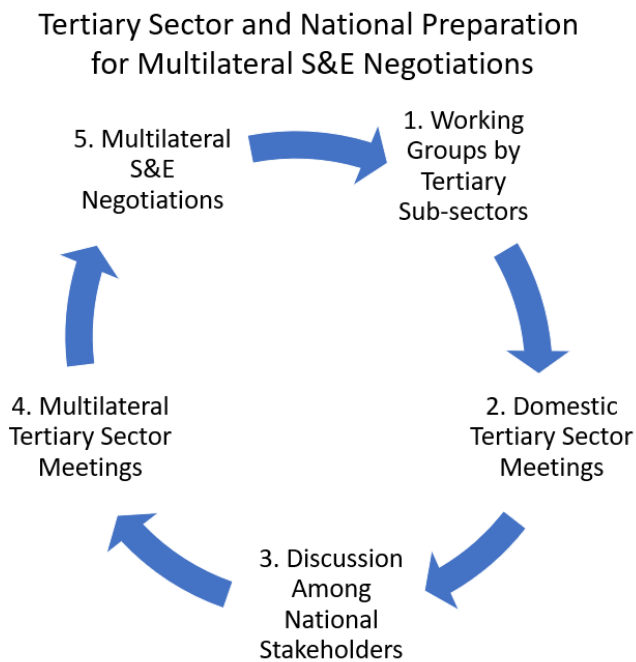 Tertiary Sector and National Preparation
for Multilateral S&E Negotiations
1. Working
Groups by
Tertiary
Sub-sectors
2. Domestic
Tertiary Sector
Meetings
3. Discussion
Among
National
Stakeholders
4. Multilateral
Tertiary Sector
Meetings
5. Multilateral
S&E
Negotiations